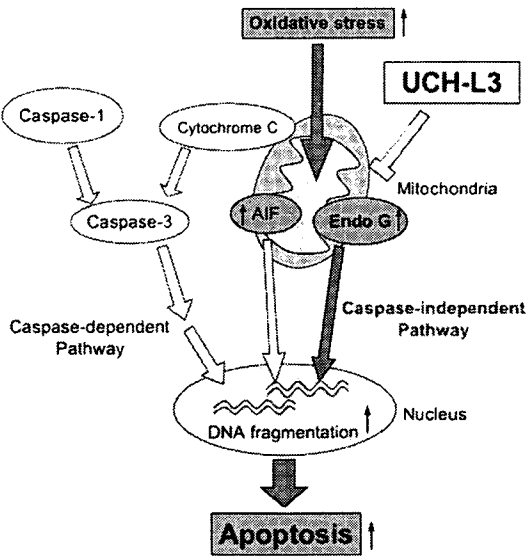 Oxidative stress ↑
UCH-L3
Caspase-1
Cytochrome C
Mitochondria
Caspase-3
↑ AIF
Endo G ↑
Caspase-dependent
Pathway
Caspase-independent
Pathway
Nucleus
DNA fragmentation ↑
Apoptosis ↑